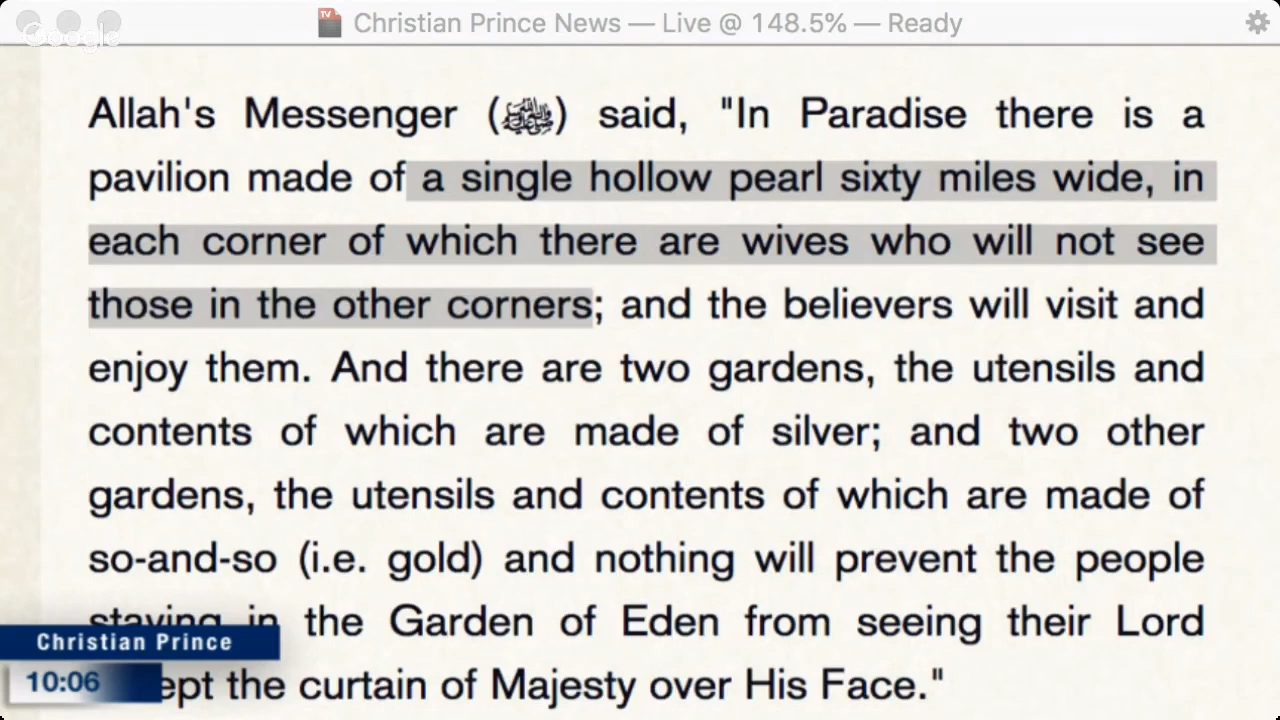 Christian Prince News — Live @ 148.5% — Ready
Google
Allah's Messenger (ﷺ) said, "In Paradise there is a
pavilion made of a single hollow pearl sixty miles wide, in
each corner of which there are wives who will not see
those in the other corners; and the believers will visit and
enjoy them. And there are two gardens, the utensils and
contents of which are made of silver; and two other
gardens, the utensils and contents of which are made of
so-and-so (i.e. gold) and nothing will prevent the people
staying in the Garden of Eden from seeing their Lord
ept the curtain of Majesty over His Face."
Christian Prince
10:06